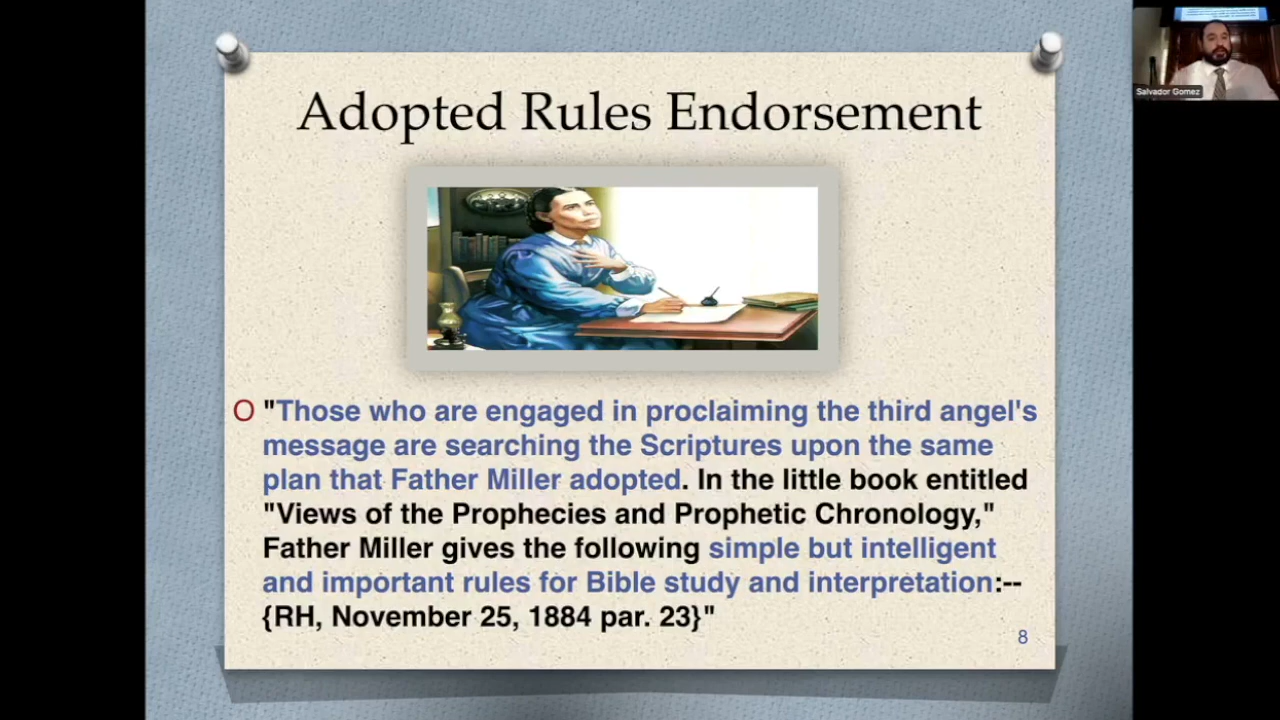 Adopted Rules Endorsement
O "Those who are engaged in proclaiming the third angel's
message are searching the Scriptures upon the same
plan that Father Miller adopted. In the little book entitled
"Views of the Prophecies and Prophetic Chronology,"
Father Miller gives the following simple but intelligent
and important rules for Bible study and interpretation:--
{RH, November 25, 1884 par. 23}"
8
Salvador Gomez